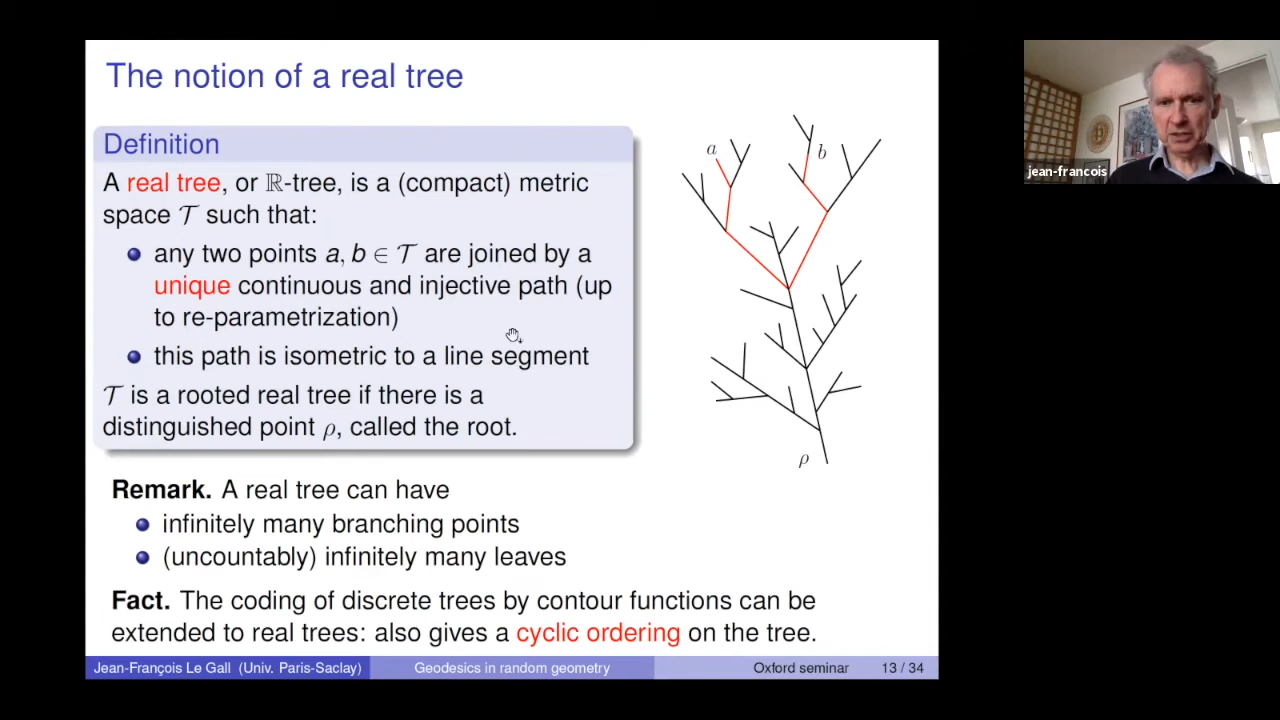 The notion of a real tree
Definition
A real tree, or ℝ-tree, is a (compact) metric
space 𝒯 such that:
any two points a, b ∈ 𝒯 are joined by a
unique continuous and injective path (up
to re-parametrization)
this path is isometric to a line segment
𝒯 is a rooted real tree if there is a
distinguished point ρ, called the root.
a
b
ρ
Remark. A real tree can have
infinitely many branching points
(uncountably) infinitely many leaves
Fact. The coding of discrete trees by contour functions can be
extended to real trees: also gives a cyclic ordering on the tree.
Jean-François Le Gall (Univ. Paris-Saclay) Geodesics in random geometry Oxford seminar 13 / 34
jean-francois